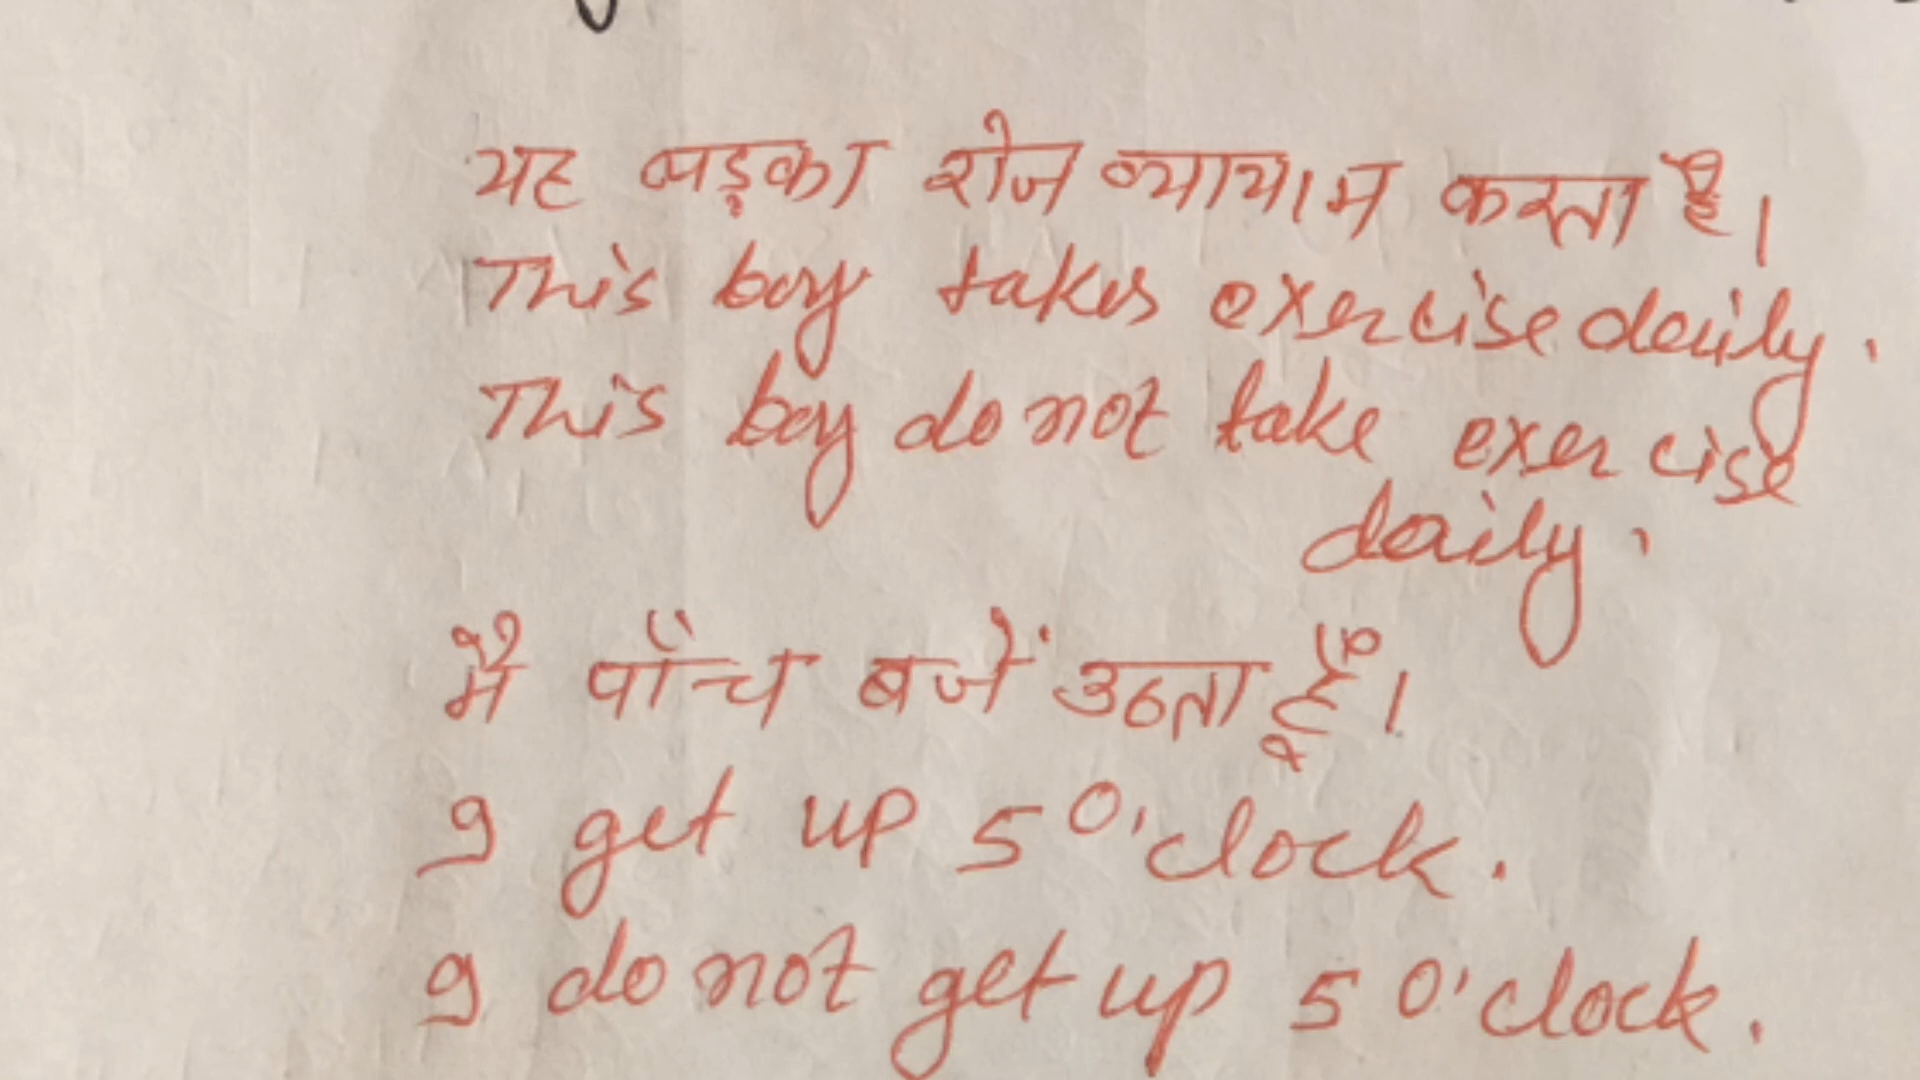 यह लड़का रोज व्यायाम करता है।
This boy takes exercise daily.
This boy do not take exercise
daily.
मैं पाँच बजें उठता हूँ।
I get up 5 O'clock.
I do not get up 5 O'clock.